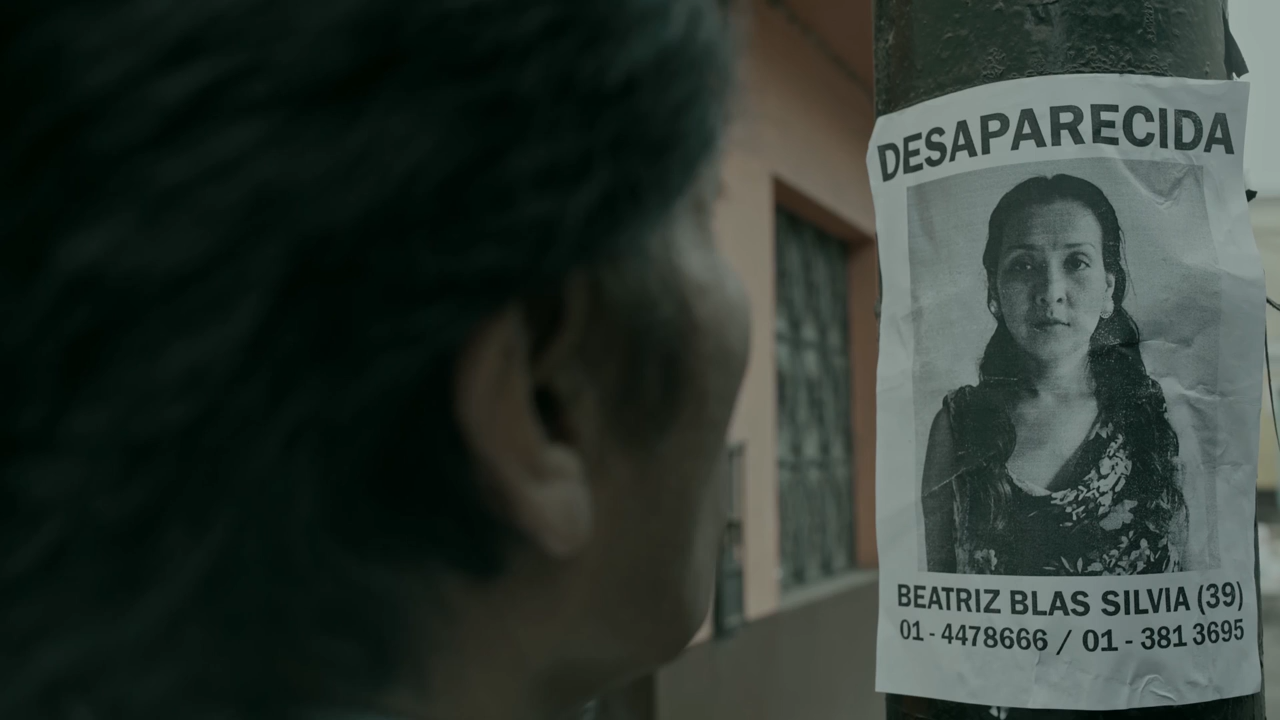 DESAPARECIDA
BEATRIZ BLAS SILVIA (39)
01 - 4478666 / 01 - 381 3695